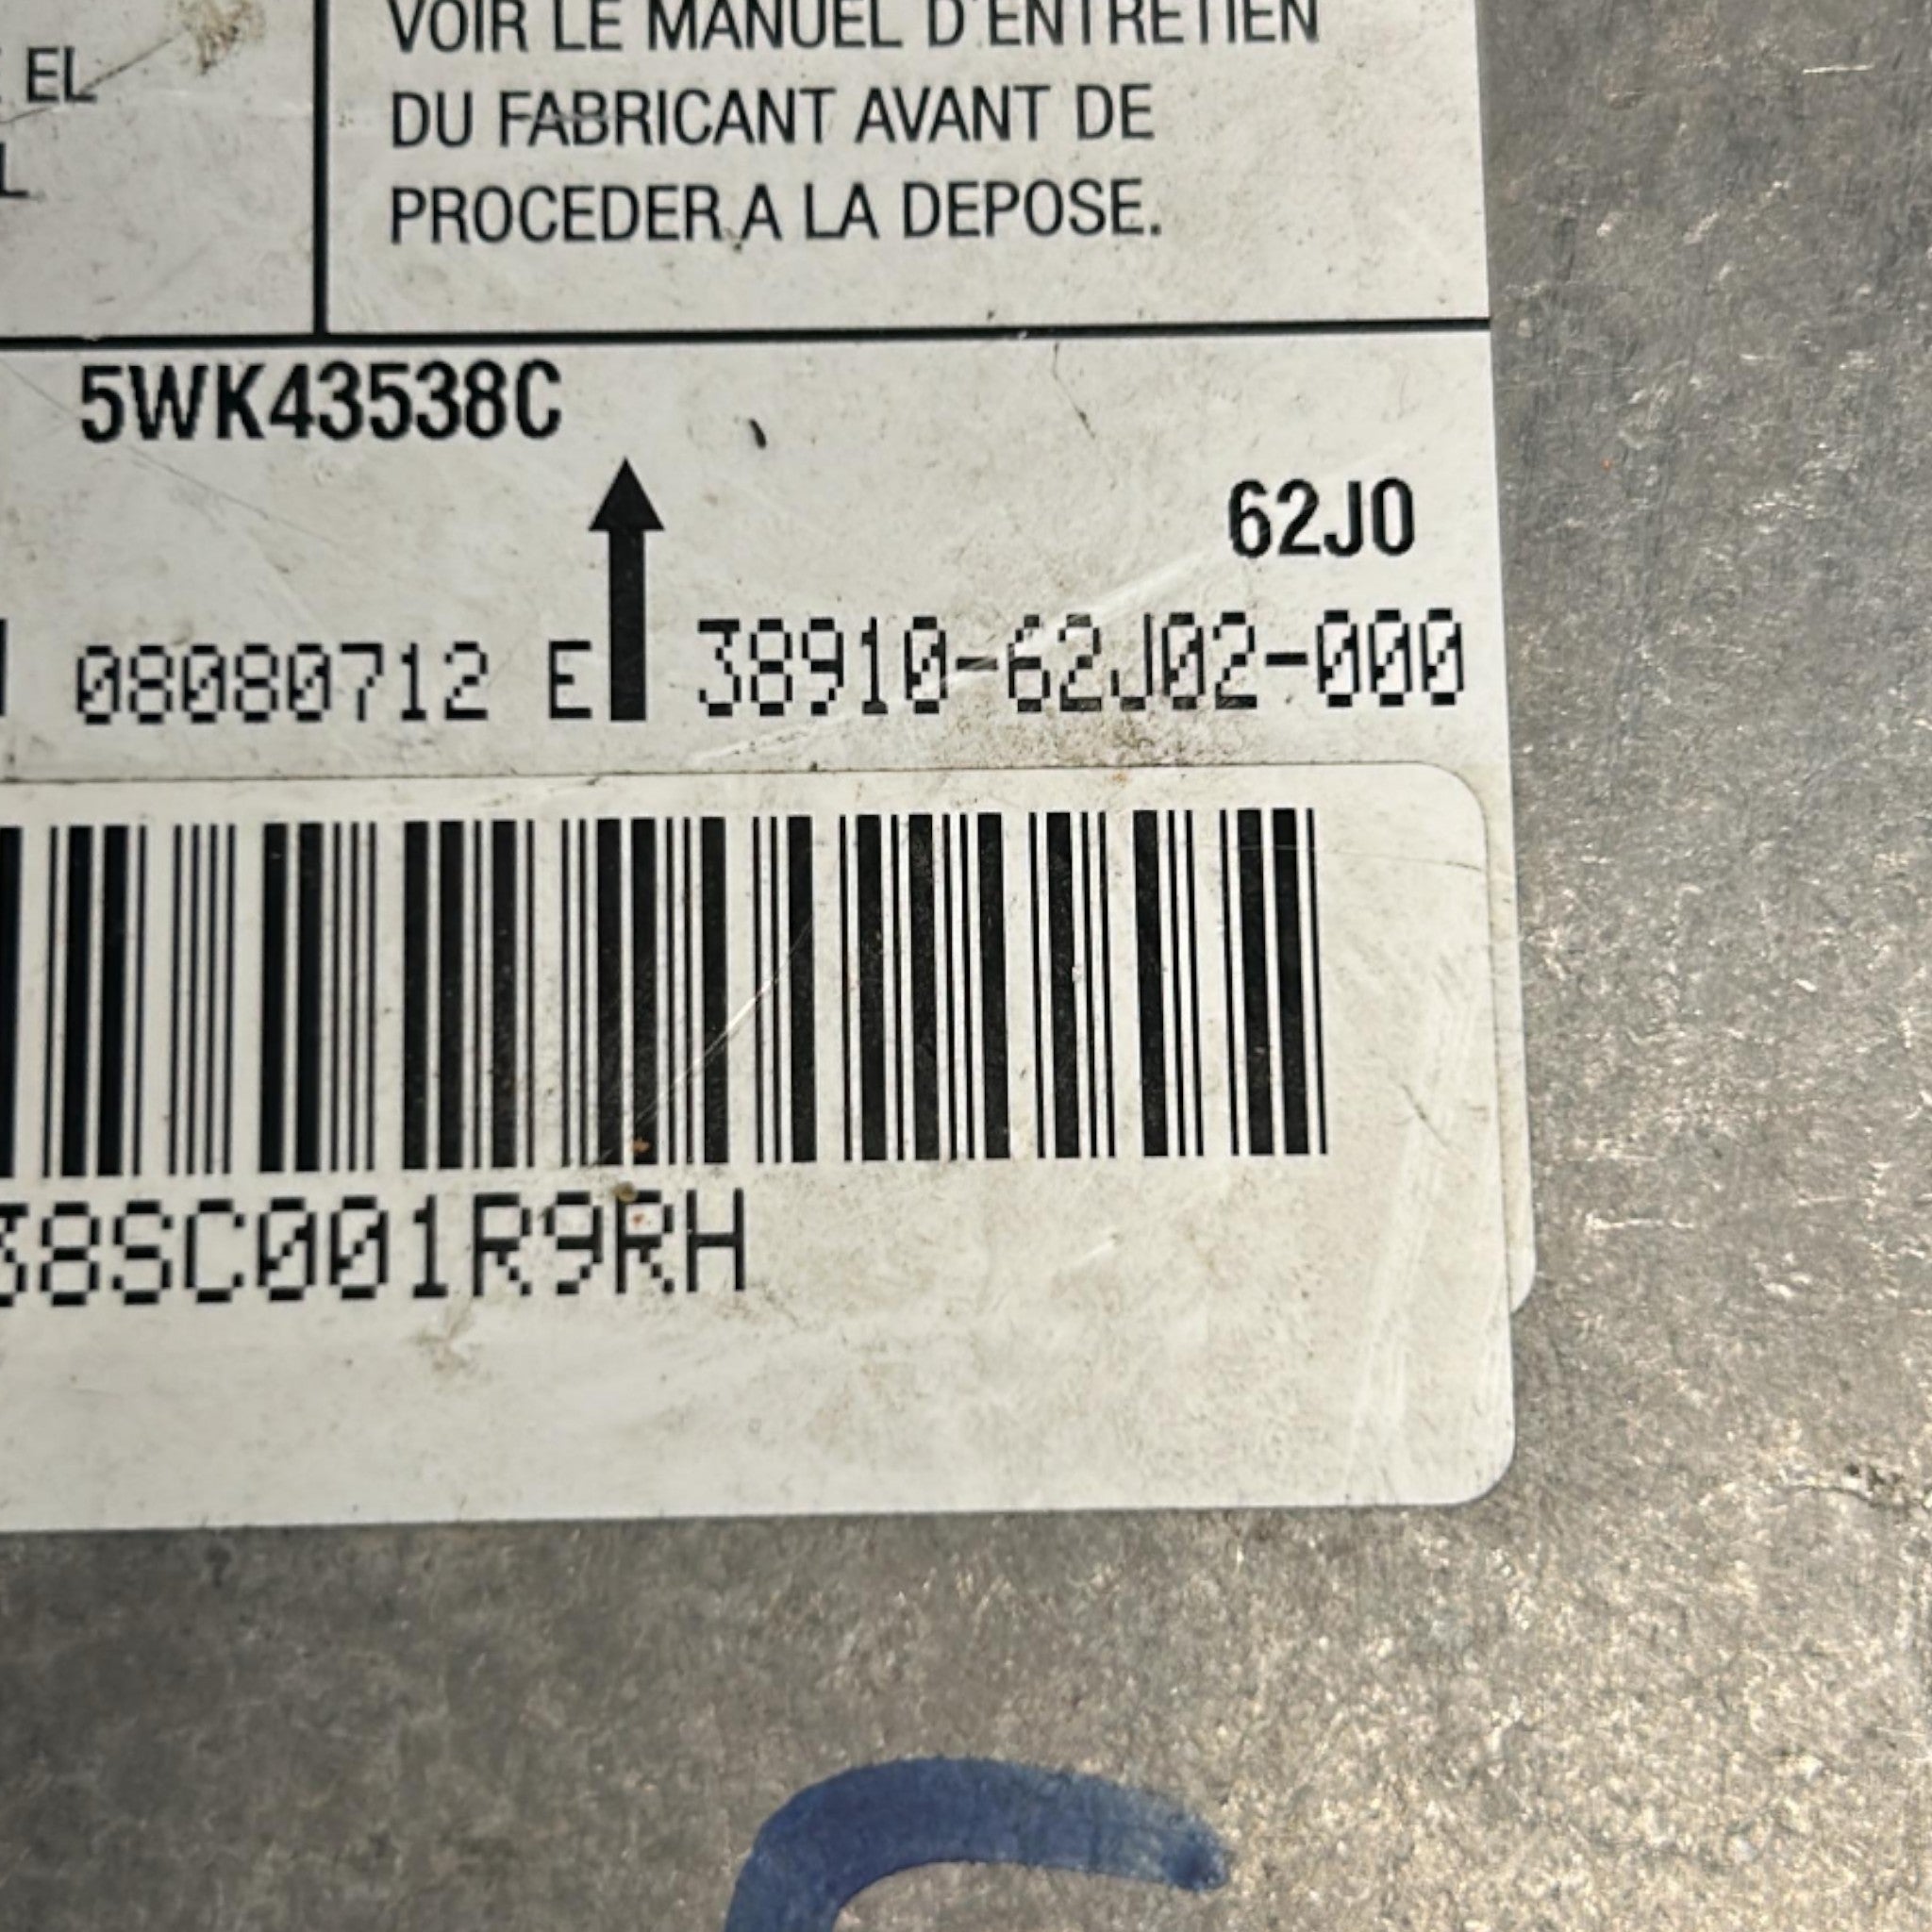 EL
L
VOIR LE MANUEL D'ENTRETIEN
DU FABRICANT AVANT DE
PROCEDER A LA DEPOSE.
5WK43538C
62J0
08080712 E 38910-62J02-000
38SC001R9RH